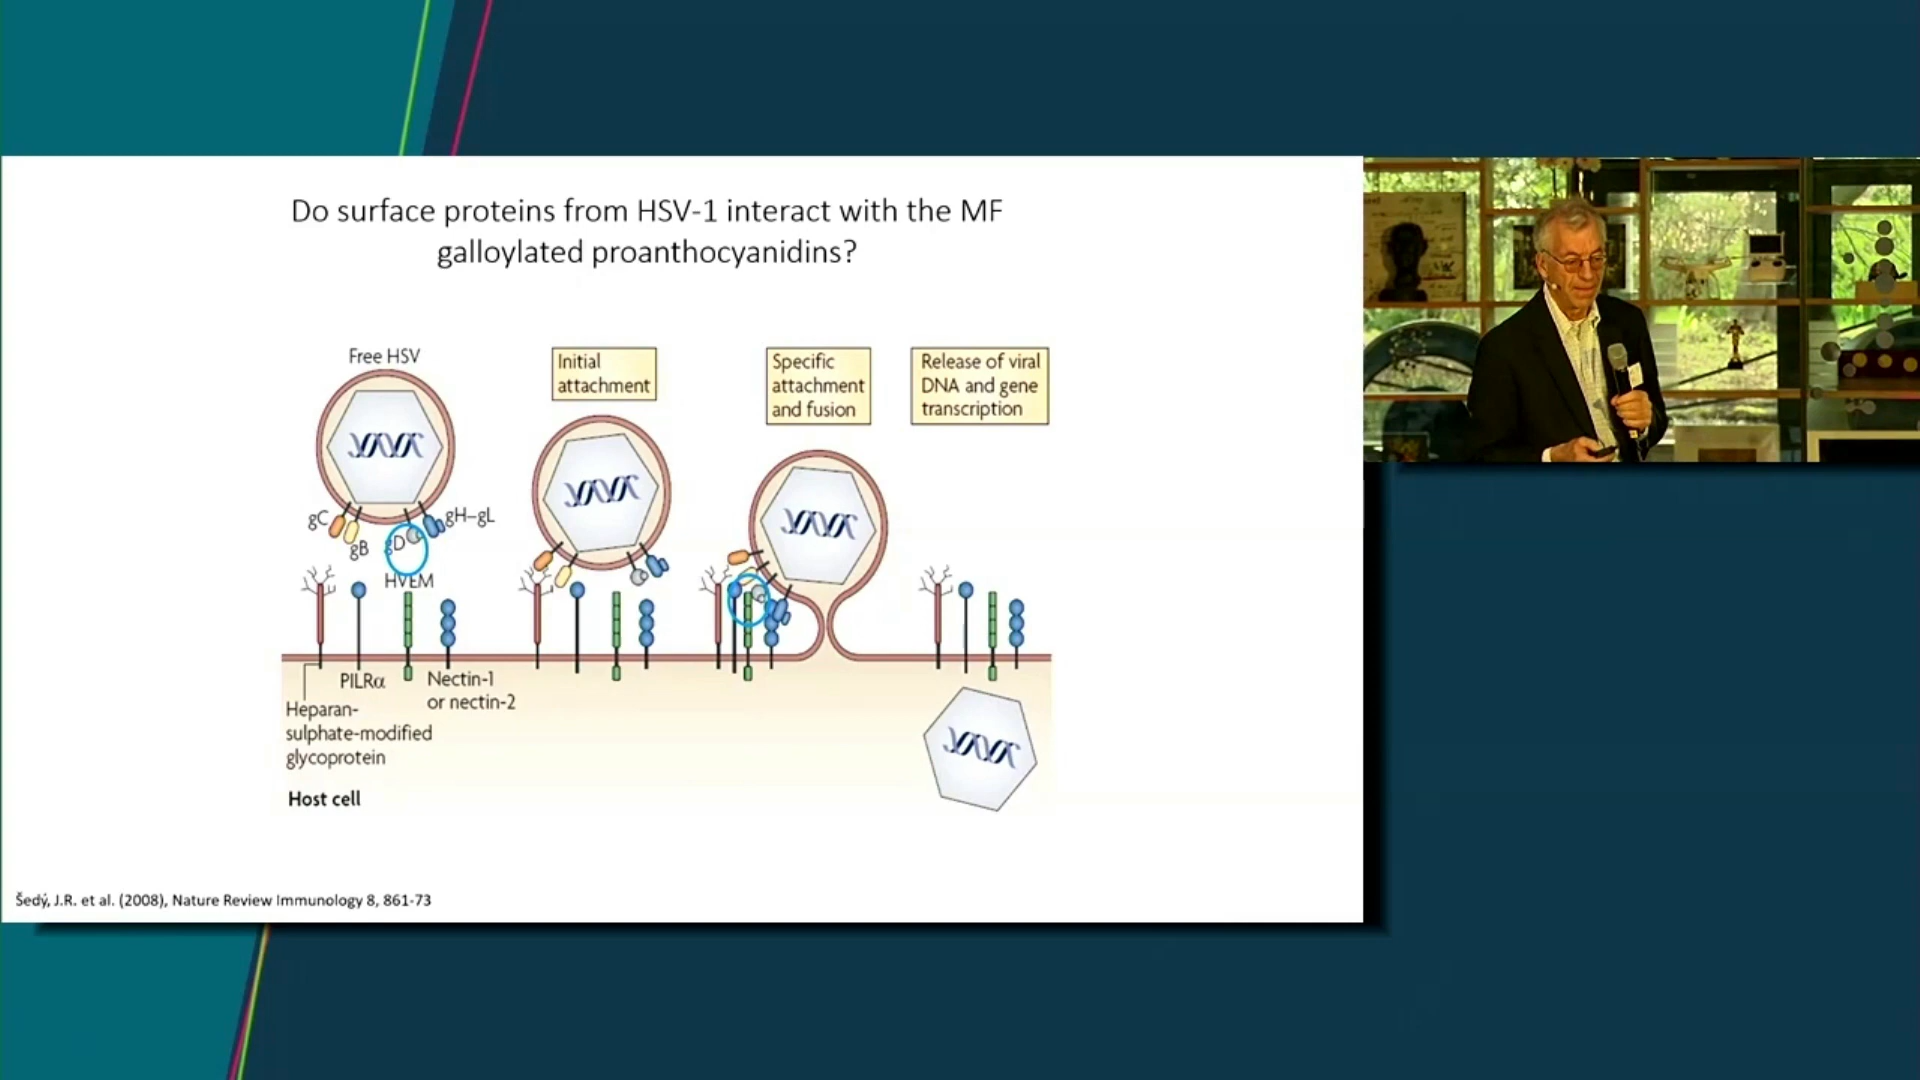 Do surface proteins from HSV-1 interact with the MF
galloylated proanthocyanidins?
Free HSV
Initial
attachment
Specific
attachment
and fusion
Release of viral
DNA and gene
transcription
gC
gB
gD
gH–gL
HVEM
PILRα
Nectin-1
or nectin-2
Heparan-
sulphate-modified
glycoprotein
Host cell
Šedý, J.R. et al. (2008), Nature Review Immunology 8, 861-73